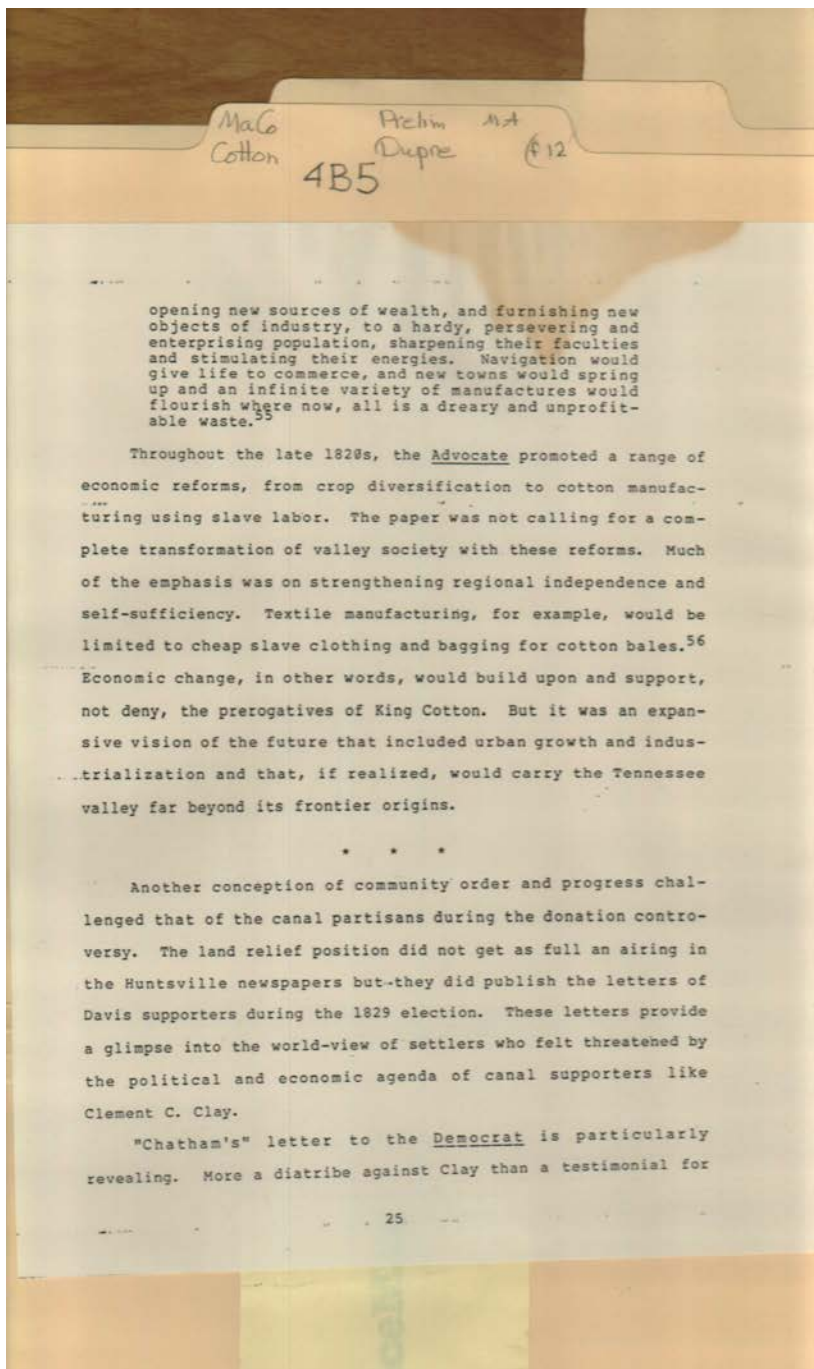 MaCo Prelim MA
Cotton Dupre f 12
4B5
opening new sources of wealth, and furnishing new
objects of industry, to a hardy, persevering and
enterprising population, sharpening their faculties
and stimulating their energies. Navigation would
give life to commerce, and new towns would spring
up and an infinite variety of manufactures would
flourish where now, all is a dreary and unprofit-
able waste.55
Throughout the late 1820s, the Advocate promoted a range of
economic reforms, from crop diversification to cotton manufac-
turing using slave labor. The paper was not calling for a com-
plete transformation of valley society with these reforms. Much
of the emphasis was on strengthening regional independence and
self-sufficiency. Textile manufacturing, for example, would be
limited to cheap slave clothing and bagging for cotton bales.56
Economic change, in other words, would build upon and support,
not deny, the prerogatives of King Cotton. But it was an expan-
sive vision of the future that included urban growth and indus-
trialization and that, if realized, would carry the Tennessee
valley far beyond its frontier origins.
* * *
Another conception of community order and progress chal-
lenged that of the canal partisans during the donation contro-
versy. The land relief position did not get as full an airing in
the Huntsville newspapers but they did publish the letters of
Davis supporters during the 1829 election. These letters provide
a glimpse into the world-view of settlers who felt threatened by
the political and economic agenda of canal supporters like
Clement C. Clay.
"Chatham's" letter to the Democrat is particularly
revealing. More a diatribe against Clay than a testimonial for
25